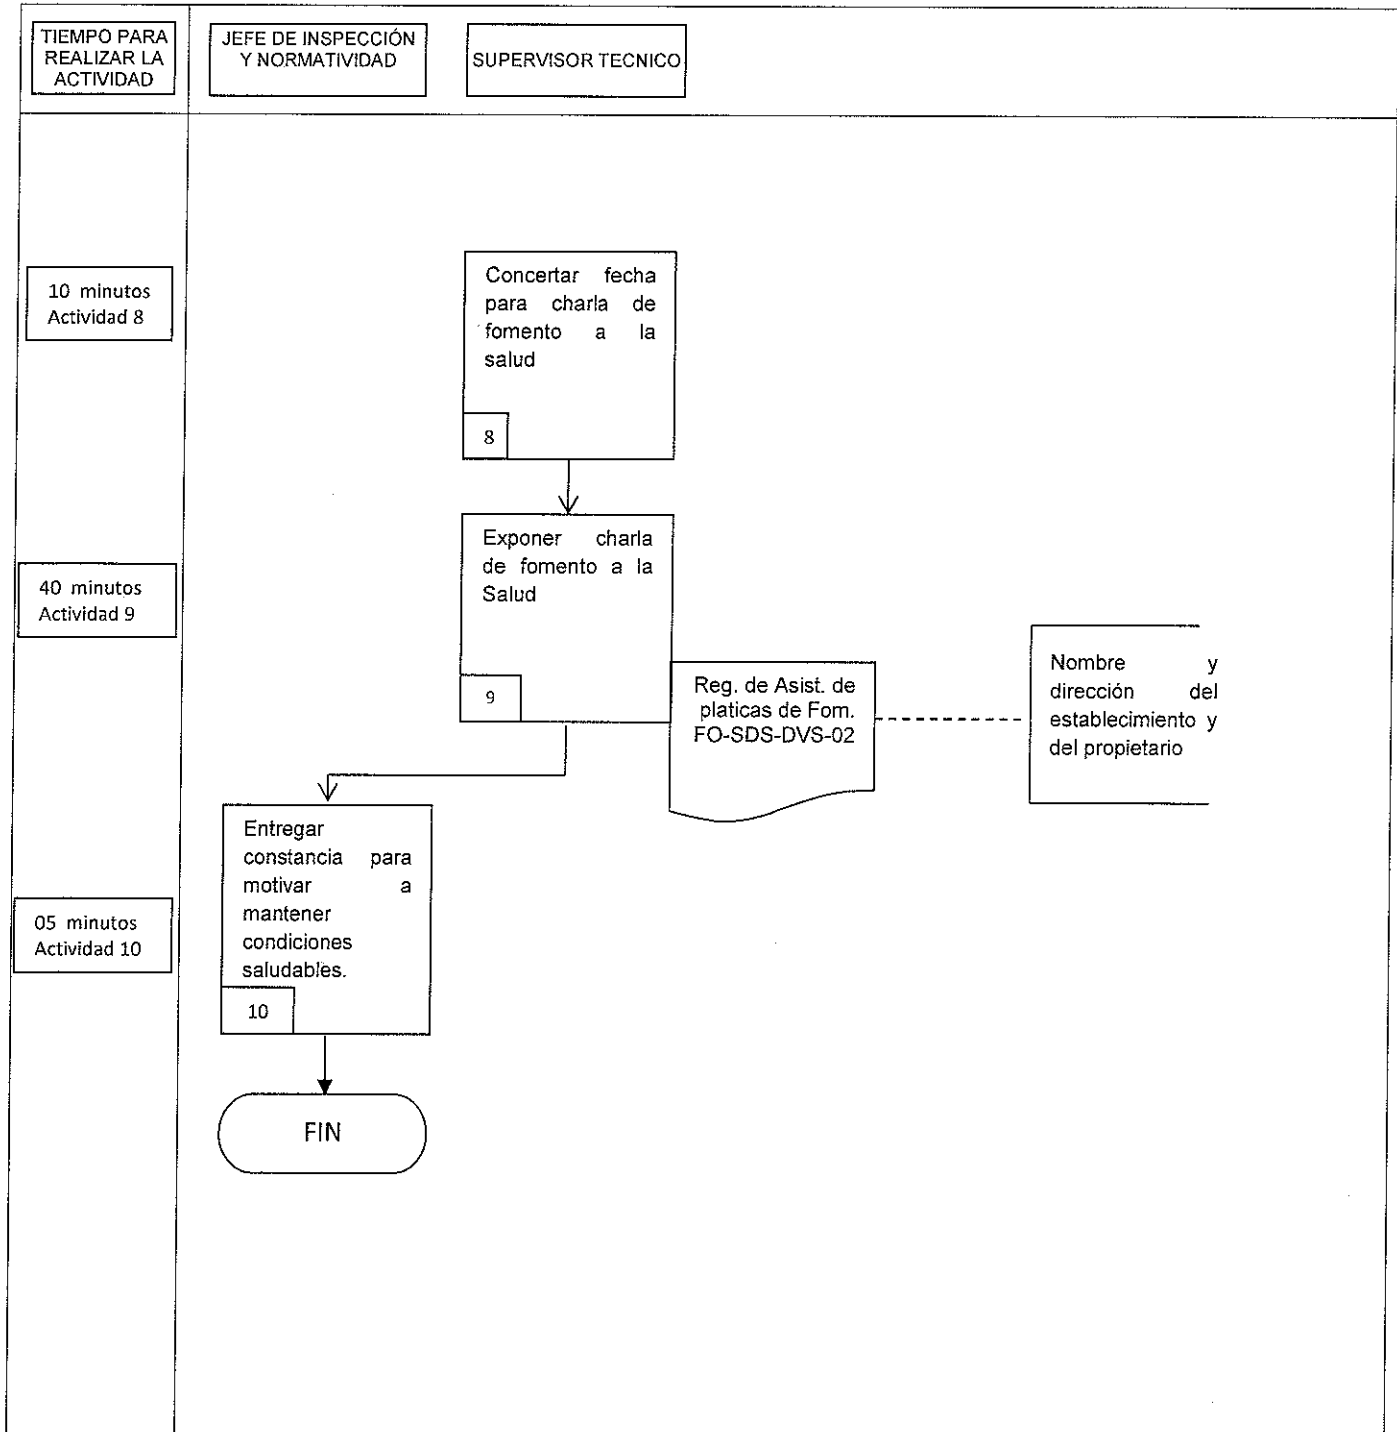 TIEMPO PARA
REALIZAR LA
ACTIVIDAD
JEFE DE INSPECCIÓN
Y NORMATIVIDAD
SUPERVISOR TECNICO
10 minutos
Actividad 8
Concertar fecha
para charla de
fomento a la
salud
8
40 minutos
Actividad 9
Exponer charla
de fomento a la
Salud
9
Reg. de Asist. de
platicas de Fom.
FO-SDS-DVS-02
Nombre y
dirección del
establecimiento y
del propietario
05 minutos
Actividad 10
Entregar
constancia para
motivar a
mantener
condiciones
saludables.
10
FIN